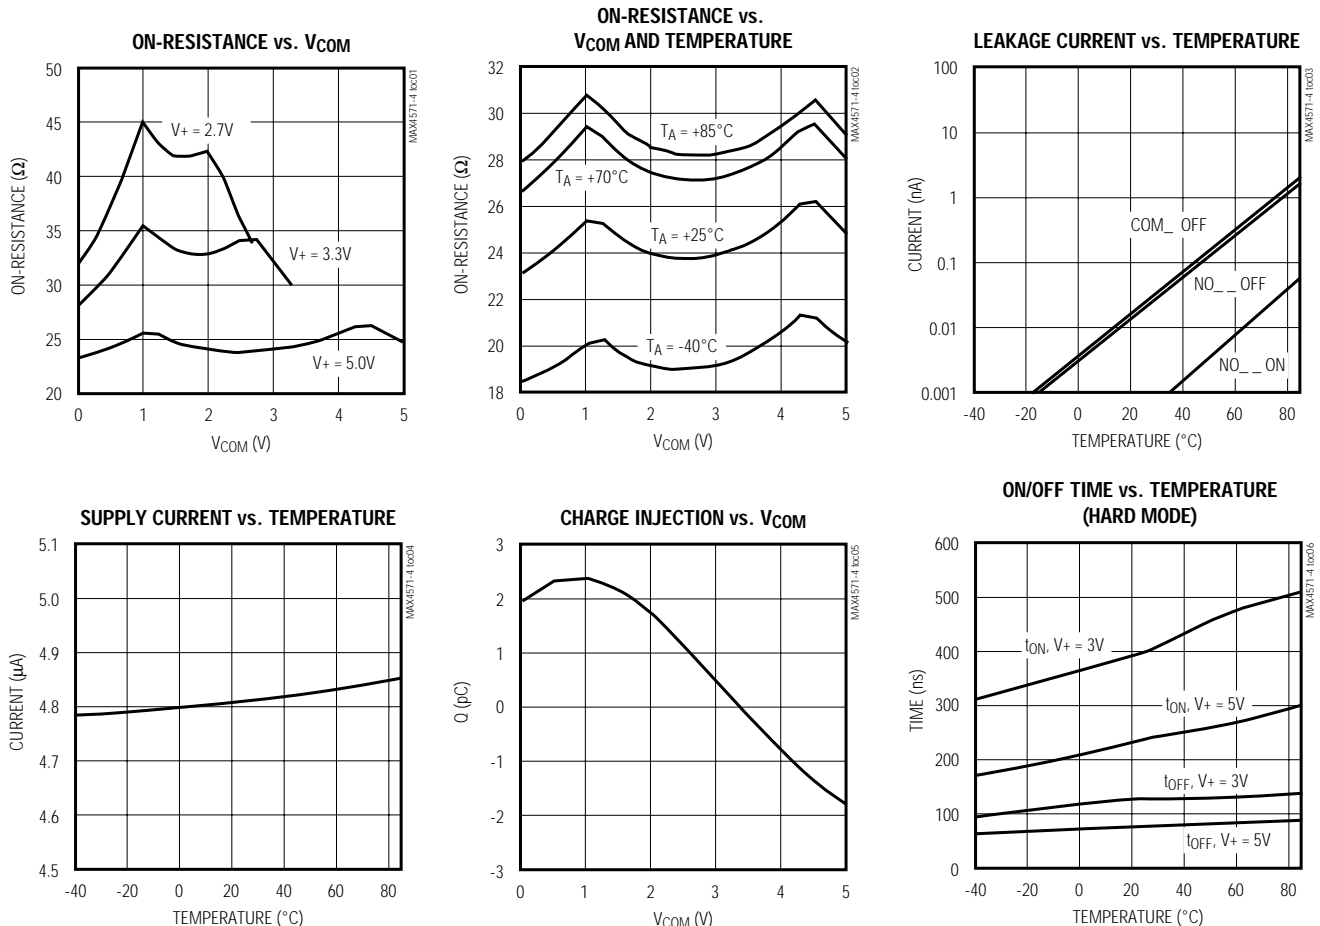 ON-RESISTANCE vs. VCOM
50
45
40
35
30
25
20
0 1 2 3 4 5
ON-RESISTANCE (Ω)
VCOM (V)
V+ = 2.7V
V+ = 3.3V
V+ = 5.0V
MAX4571-4 toc01
ON-RESISTANCE vs.
VCOM AND TEMPERATURE
32
30
28
26
24
22
20
18
0 1 2 3 4 5
ON-RESISTANCE (Ω)
VCOM (V)
TA = +85°C
TA = +70°C
TA = +25°C
TA = -40°C
MAX4571-4 toc02
LEAKAGE CURRENT vs. TEMPERATURE
100
10
1
0.1
0.01
0.001
-40 -20 0 20 40 60 80
CURRENT (nA)
TEMPERATURE (°C)
COM_ OFF
NO_ _ OFF
NO_ _ ON
MAX4571-4 toc03
SUPPLY CURRENT vs. TEMPERATURE
5.1
5.0
4.9
4.8
4.7
4.6
4.5
-40 -20 0 20 40 60 80
CURRENT (μA)
TEMPERATURE (°C)
MAX4571-4 toc04
CHARGE INJECTION vs. VCOM
3
2
1
0
-1
-2
-3
0 1 2 3 4 5
Q (pC)
VCOM (V)
MAX4571-4 toc05
ON/OFF TIME vs. TEMPERATURE
(HARD MODE)
600
500
400
300
200
100
0
-40 -20 0 20 40 60 80
TIME (ns)
TEMPERATURE (°C)
tON, V+ = 3V
tON, V+ = 5V
tOFF, V+ = 3V
tOFF, V+ = 5V
MAX4571-4 toc06